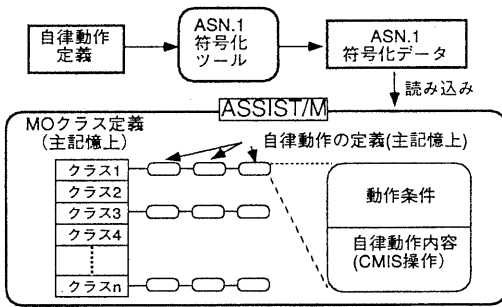 自律動作
定義
ASN.1
符号化
ツール
ASN.1
符号化データ
読み込み
ASSIST/M
MOクラス定義
(主記憶上)
自律動作の定義(主記憶上)
クラス1
クラス2
クラス3
クラス4
クラスn
動作条件
自律動作内容
(CMIS操作)